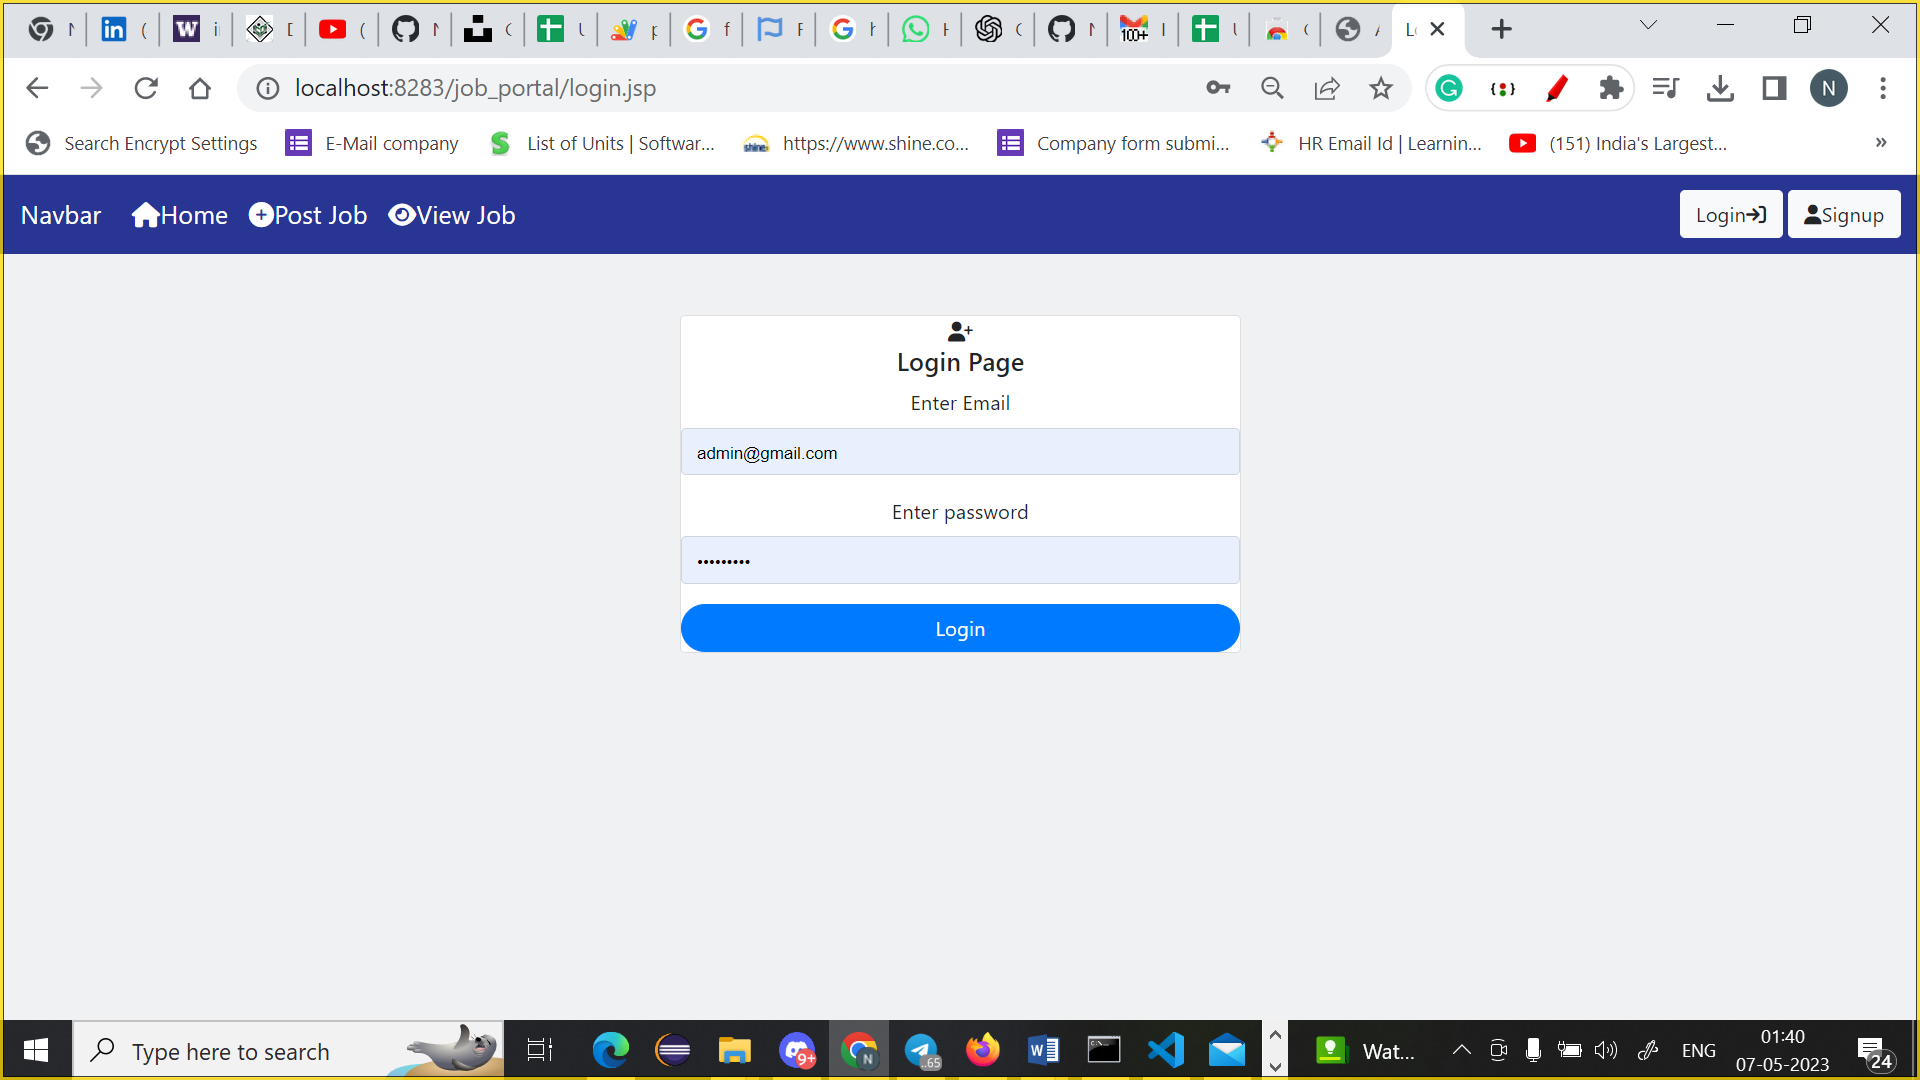 localhost:8283/job_portal/login.jsp
N
Search Encrypt Settings
E-Mail company
List of Units | Softwar...
https://www.shine.co...
Company form submi...
HR Email Id | Learnin...
(151) India's Largest...
»
Navbar
Home
Post Job
View Job
Login
Signup
Login Page
Enter Email
admin@gmail.com
Enter password
•••••••••
Login
Type here to search
9+
N
..65
Wat...
ENG
01:40
07-05-2023
24